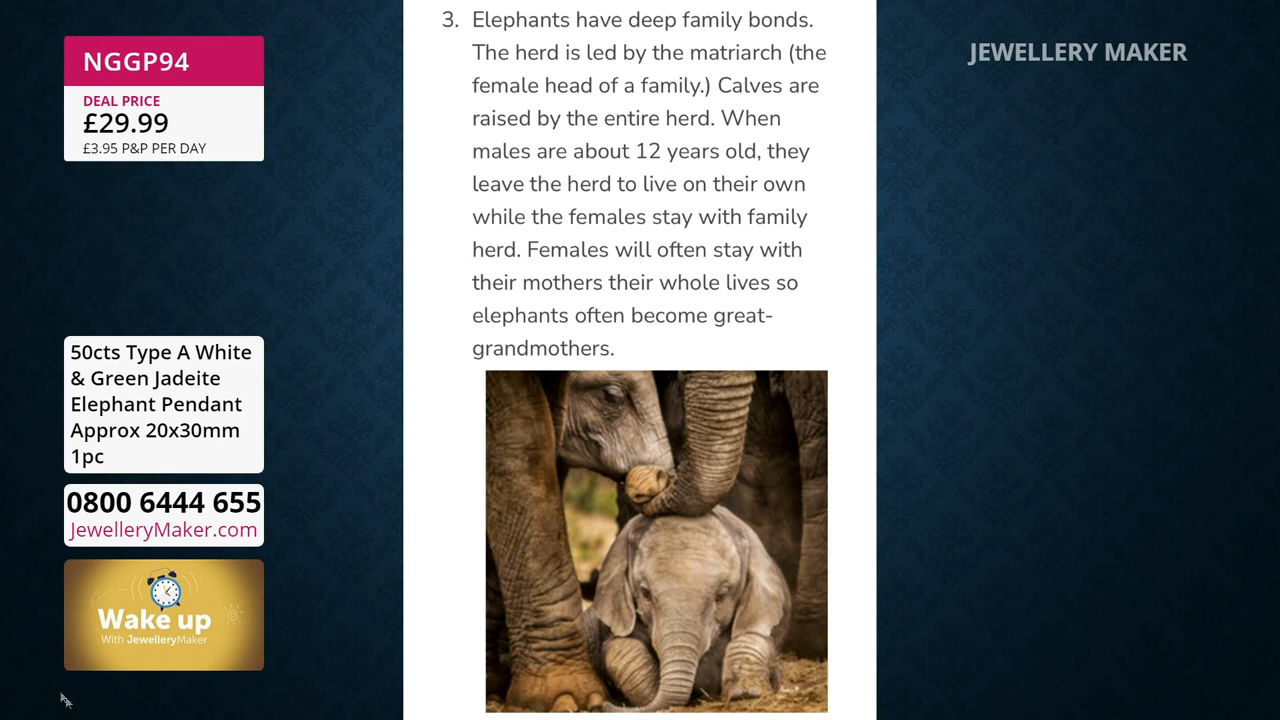 NGGP94
DEAL PRICE
£29.99
£3.95 P&P PER DAY
50cts Type A White
& Green Jadeite
Elephant Pendant
Approx 20x30mm
1pc
0800 6444 655
JewelleryMaker.com
Wake up
With JewelleryMaker
3. Elephants have deep family bonds.
The herd is led by the matriarch (the
female head of a family.) Calves are
raised by the entire herd. When
males are about 12 years old, they
leave the herd to live on their own
while the females stay with family
herd. Females will often stay with
their mothers their whole lives so
elephants often become great-
grandmothers.
JEWELLERY MAKER